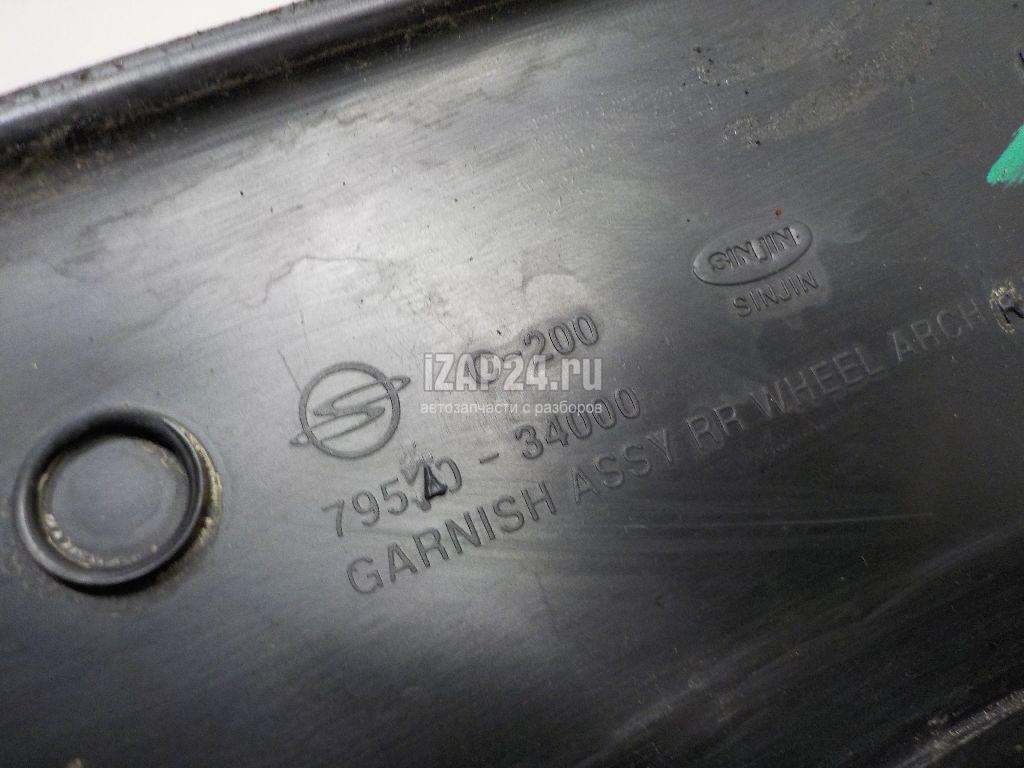 SINJIN
SINJIN
C-200
iZAP24.ru
автозапчасти с разборов
34000
GARNISH ASSY RR WHEEL ARCH R